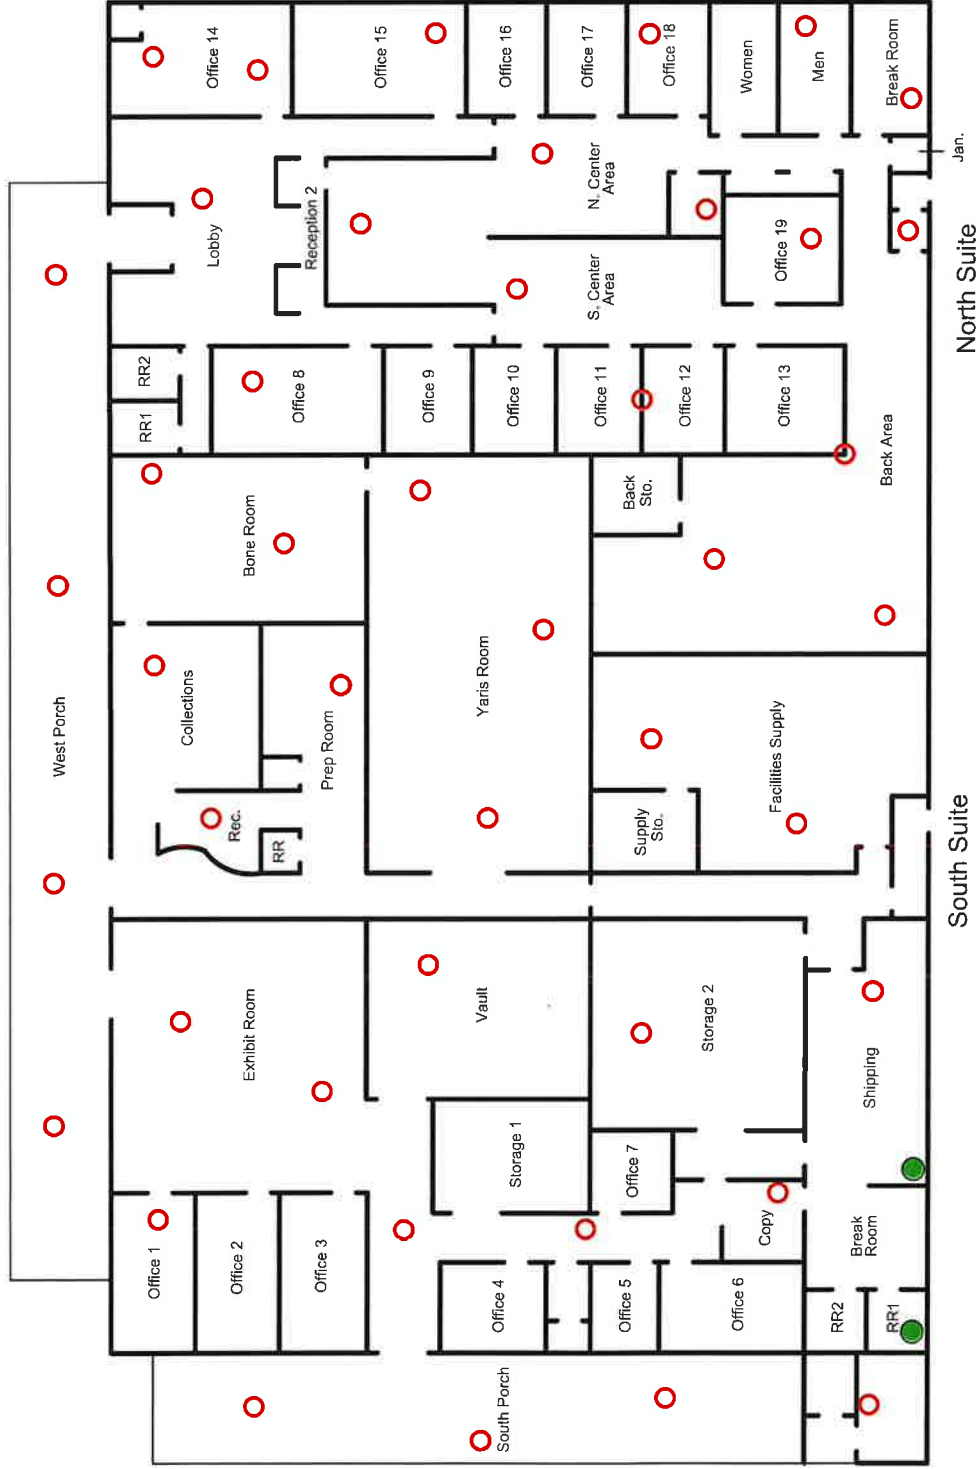 West Porch
Office 14
Office 15
Office 16
Office 17
Office 18
Women
Men
Break Room
Jan.
Lobby
Reception 2
N. Center
Area
S. Center
Area
Office 19
North Suite
RR2
RR1
Office 8
Office 9
Office 10
Office 11
Office 12
Office 13
Back Area
Bone Room
Back
Sto.
Collections
Prep Room
Yaris Room
Rec.
RR
Supply
Sto.
Facilities Supply
South Suite
Exhibit Room
Vault
Storage 2
Shipping
Storage 1
Office 7
Copy
Break
Room
Office 1
Office 2
Office 3
Office 4
Office 5
Office 6
RR2
RR1
South Porch